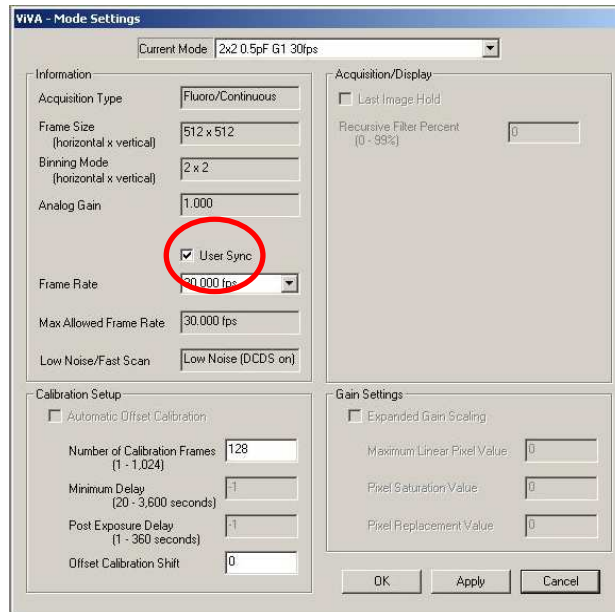 ViVA - Mode Settings
Current Mode 2x2 0.5pF G1 30fps
Information
Acquisition Type Fluoro/Continuous
Frame Size 512 x 512
(horizontal x vertical)
Binning Mode 2 x 2
(horizontal x vertical)
Analog Gain 1.000
User Sync
Frame Rate 30.000 fps
Max Allowed Frame Rate 30.000 fps
Low Noise/Fast Scan Low Noise (DCDS on)
Acquisition/Display
Last Image Hold
Recursive Filter Percent 0
(0 - 99%)
Calibration Setup
Automatic Offset Calibration
Number of Calibration Frames 128
(1 - 1,024)
Minimum Delay -1
(20 - 3,600 seconds)
Post Exposure Delay -1
(1 - 360 seconds)
Offset Calibration Shift 0
Gain Settings
Expanded Gain Scaling
Maximum Linear Pixel Value 0
Pixel Saturation Value 0
Pixel Replacement Value 0
OK Apply Cancel